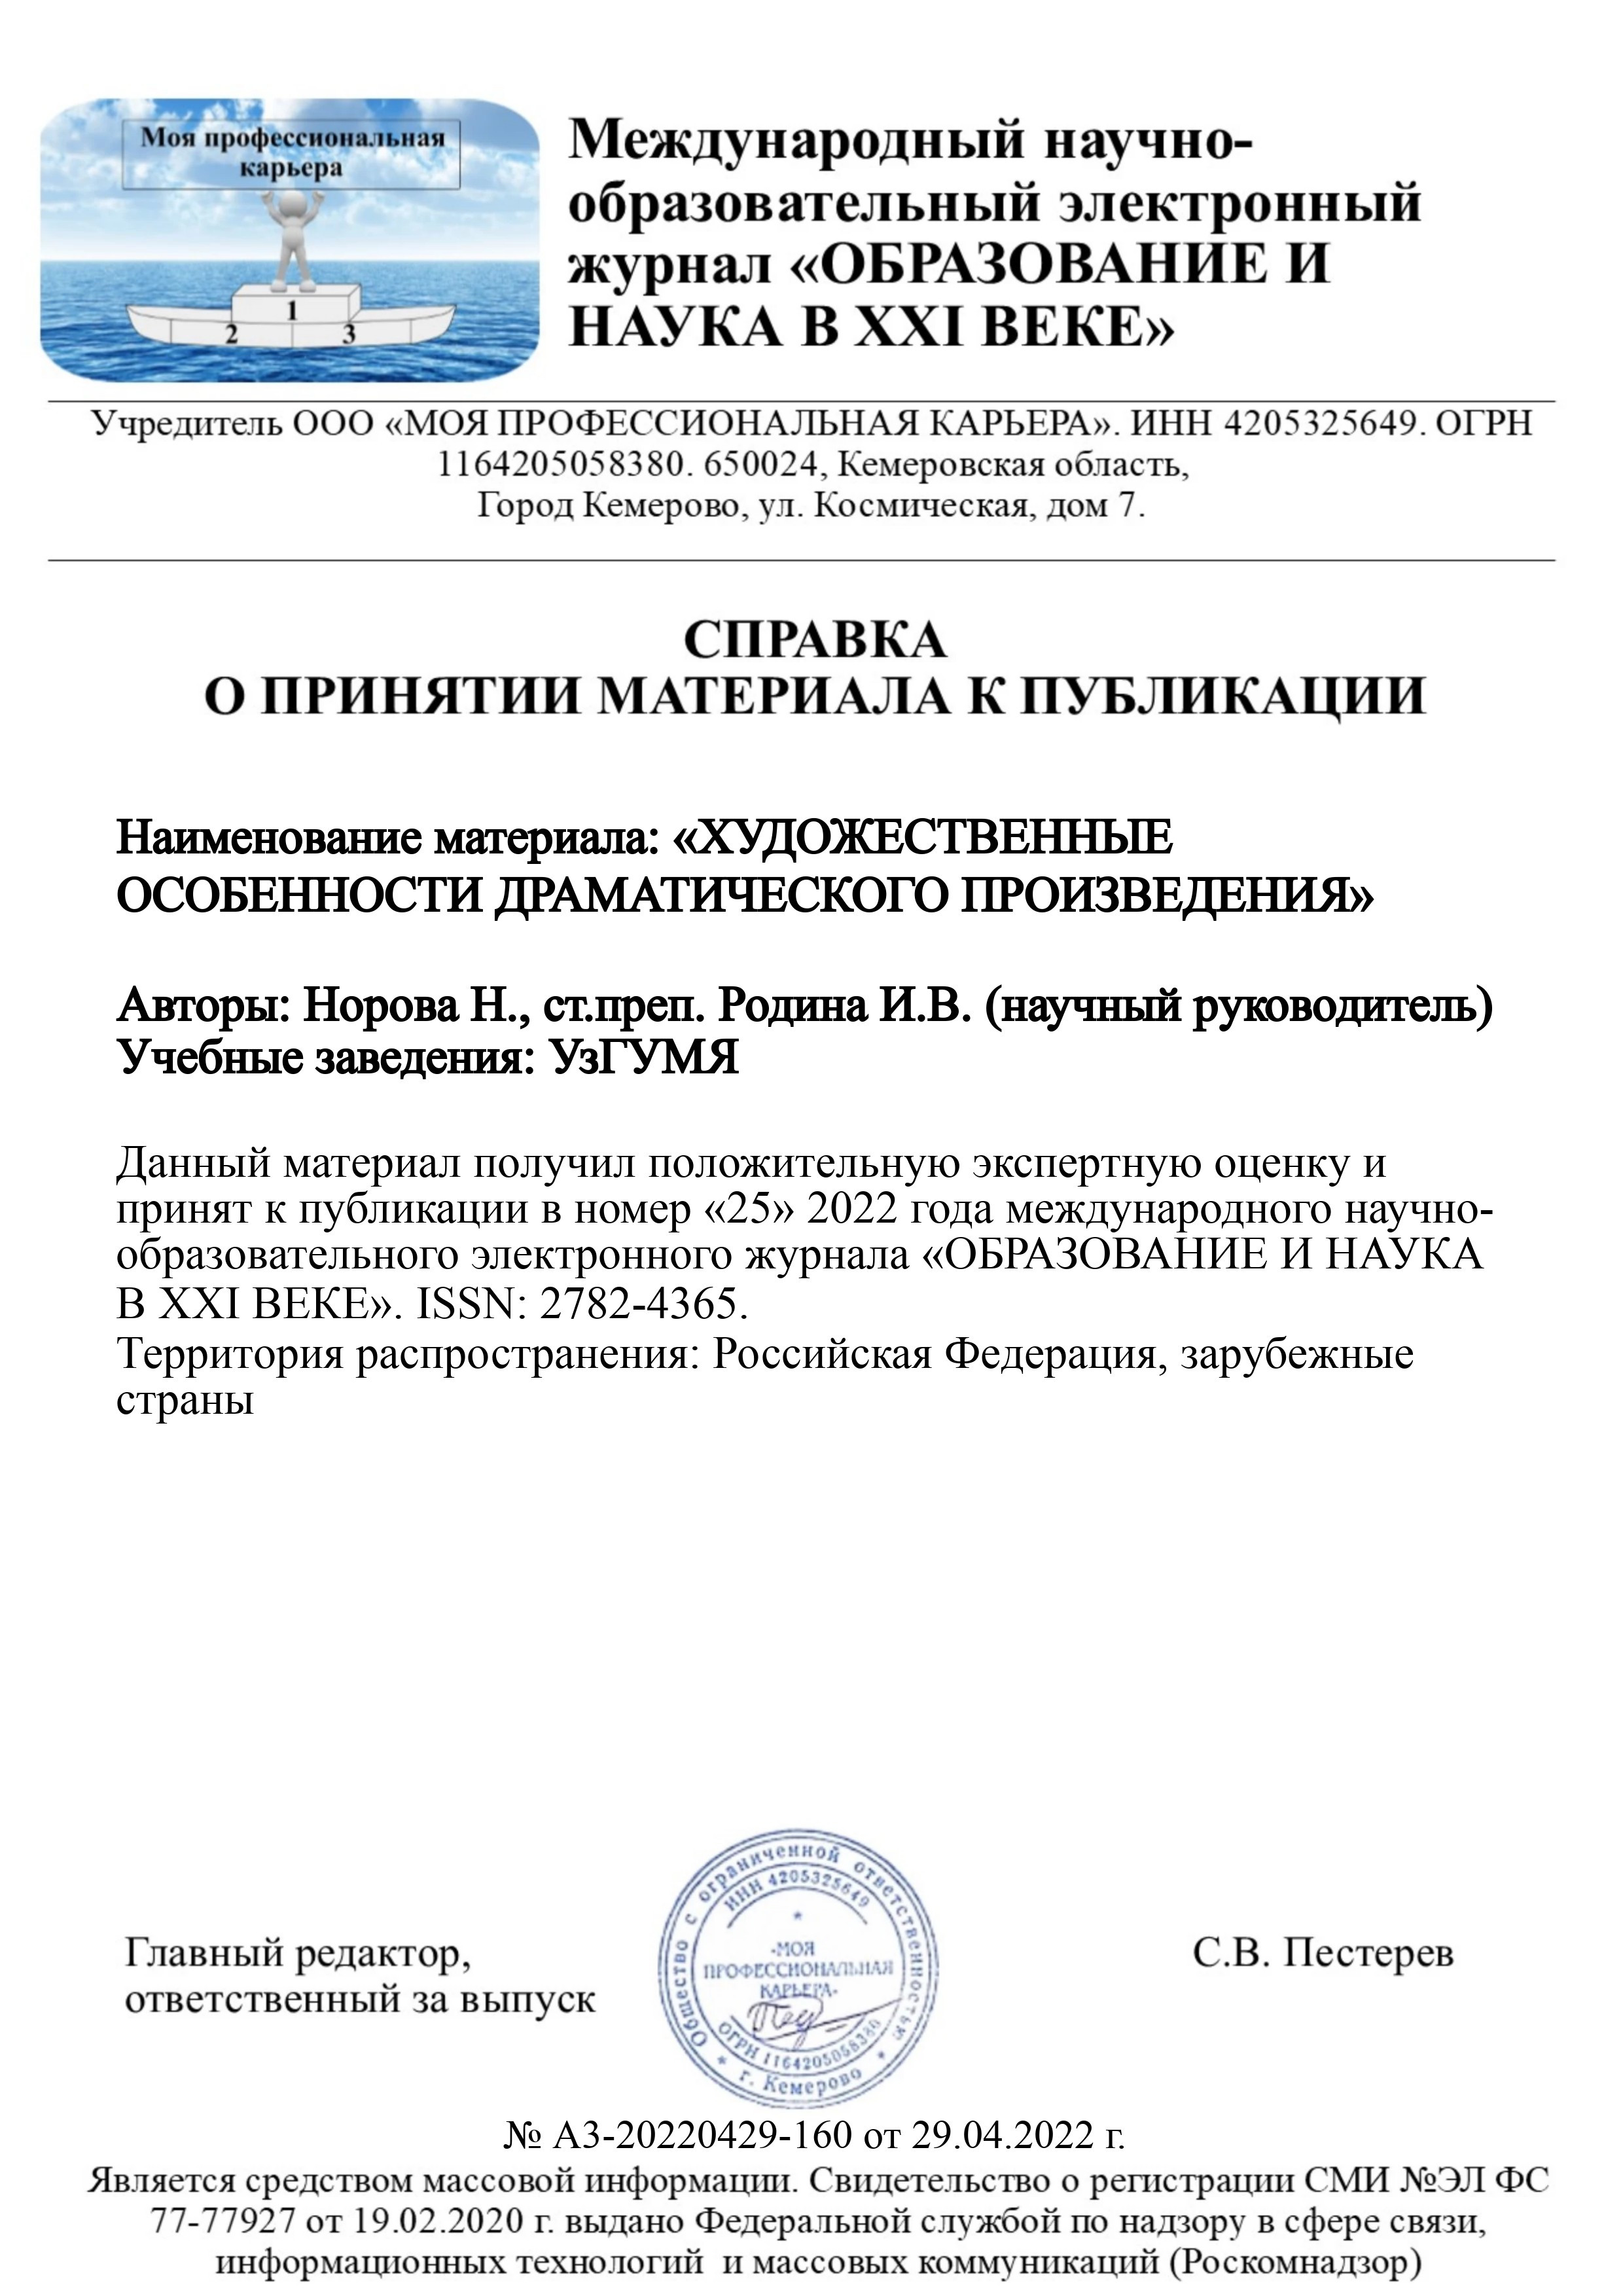 Моя профессиональная
карьера
1
2
3
Международный научно-
образовательный электронный
журнал «ОБРАЗОВАНИЕ И
НАУКА В XXI ВЕКЕ»
Учредитель ООО «МОЯ ПРОФЕССИОНАЛЬНАЯ КАРЬЕРА». ИНН 4205325649. ОГРН
1164205058380. 650024, Кемеровская область,
Город Кемерово, ул. Космическая, дом 7.
СПРАВКА
О ПРИНЯТИИ МАТЕРИАЛА К ПУБЛИКАЦИИ
Наименование материала: «ХУДОЖЕСТВЕННЫЕ
ОСОБЕННОСТИ ДРАМАТИЧЕСКОГО ПРОИЗВЕДЕНИЯ»
Авторы: Норова Н., ст.преп. Родина И.В. (научный руководитель)
Учебные заведения: УзГУМЯ
Данный материал получил положительную экспертную оценку и
принят к публикации в номер «25» 2022 года международного научно-
образовательного электронного журнала «ОБРАЗОВАНИЕ И НАУКА
В XXI ВЕКЕ». ISSN: 2782-4365.
Территория распространения: Российская Федерация, зарубежные
страны
Главный редактор,
ответственный за выпуск
Общество с ограниченной ответственностью
ИНН 4205325649
«МОЯ
ПРОФЕССИОНАЛЬНАЯ
КАРЬЕРА»
ОГРН 1164205058380
г. Кемерово
С.В. Пестерев
№ А3-20220429-160 от 29.04.2022 г.
Является средством массовой информации. Свидетельство о регистрации СМИ №ЭЛ ФС
77-77927 от 19.02.2020 г. выдано Федеральной службой по надзору в сфере связи,
информационных технологий  и массовых коммуникаций (Роскомнадзор)